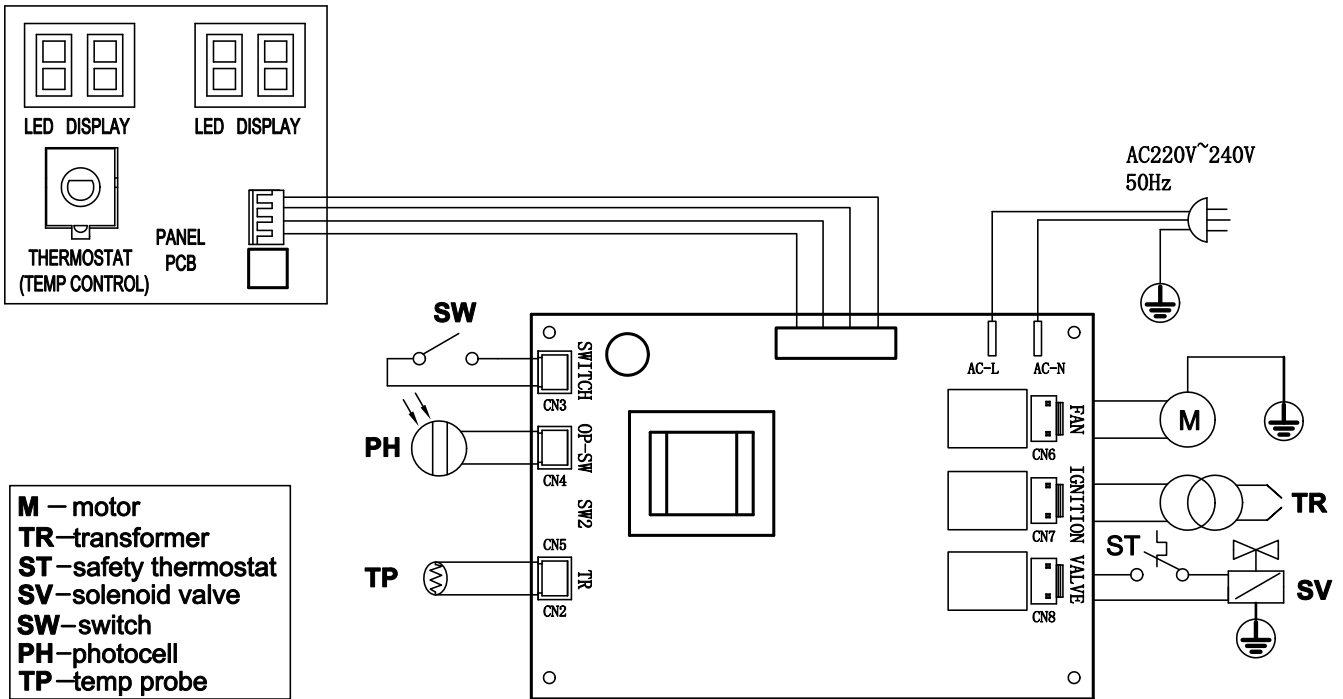 LED DISPLAY
LED DISPLAY
THERMOSTAT
(TEMP CONTROL)
PANEL
PCB
AC220V~240V
50Hz
SW
SWITCH
CN3
PH
OP-SW
CN4
SW2
CN5
TP
TR
CN2
AC-L
AC-N
FAN
CN6
M
IGNITION
CN7
TR
ST
VALVE
CN8
SV
M – motor
TR–transformer
ST–safety thermostat
SV–solenoid valve
SW–switch
PH–photocell
TP–temp probe